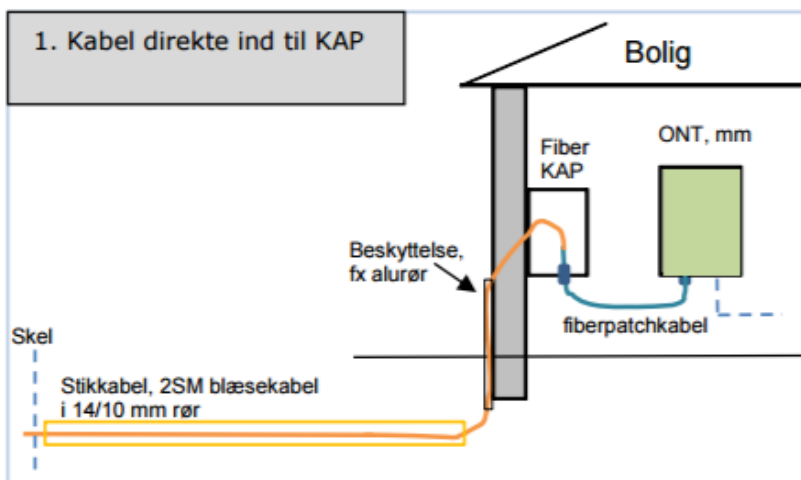 1. Kabel direkte ind til KAP
Bolig
Fiber
KAP
ONT, mm
Beskyttelse,
fx alurør
fiberpatchkabel
Skel
Stikkabel, 2SM blæsekabel
i 14/10 mm rør